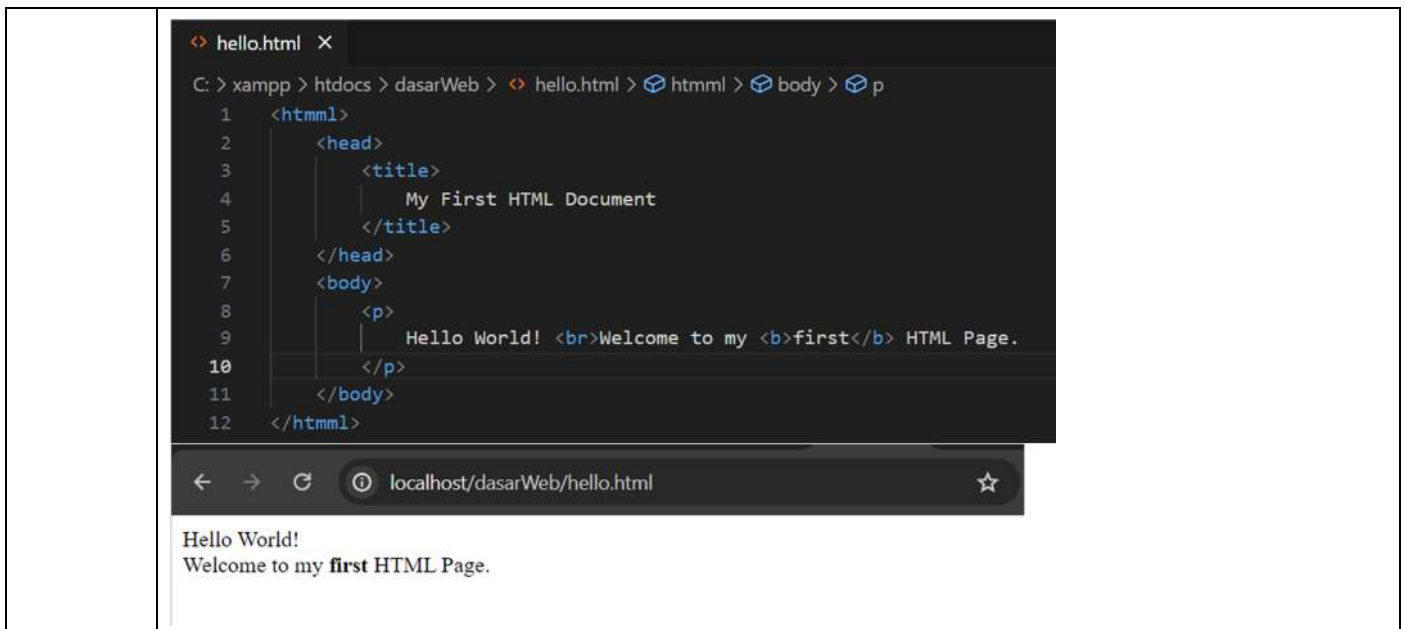 hello.html
C: > xampp > htdocs > dasarWeb > hello.html > htmml > body > p
1 <htmml>
2 <head>
3 <title>
4 My First HTML Document
5 </title>
6 </head>
7 <body>
8 <p>
9 Hello World! <br>Welcome to my <b>first</b> HTML Page.
10 </p>
11 </body>
12 </htmml>
localhost/dasarWeb/hello.html
Hello World!
Welcome to my first HTML Page.